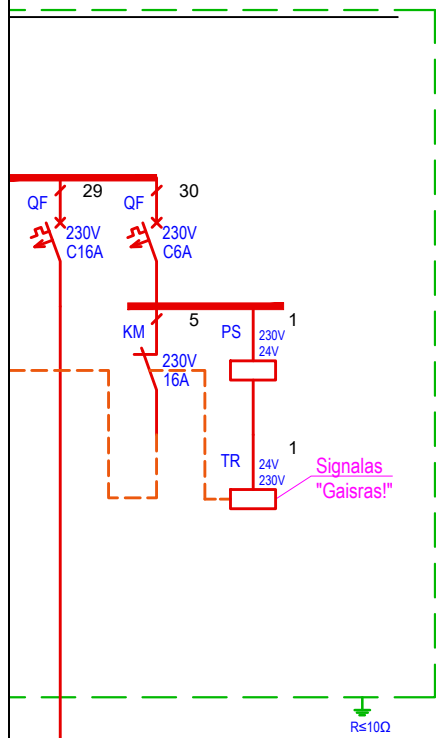 29
30
QF
QF
230V
C16A
230V
C6A
5
1
KM
PS
230V
24V
230V
16A
1
TR
24V
230V
Signalas
"Gaisras!"
R≤10Ω